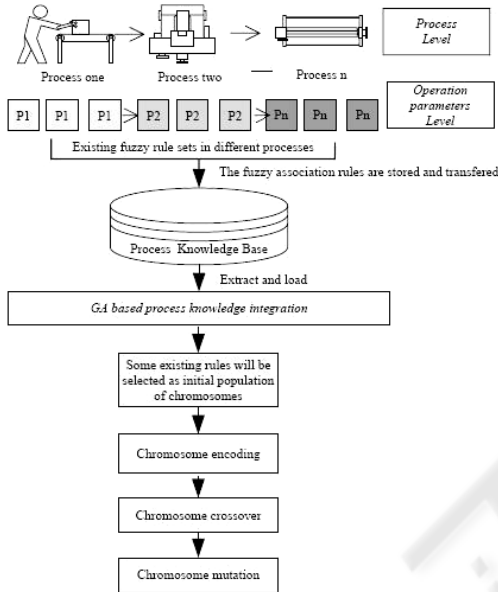 Process Level
Process one Process two Process n
Operation parameters Level
P1 P1 P1 P2 P2 P2 Pn Pn Pn
Existing fuzzy rule sets in different processes
The fuzzy association rules are stored and transfered
Process Knowledge Base
Extract and load
GA based process knowledge integration
Some existing rules will be
selected as initial population
of chromosomes
Chromosome encoding
Chromosome crossover
Chromosome mutation